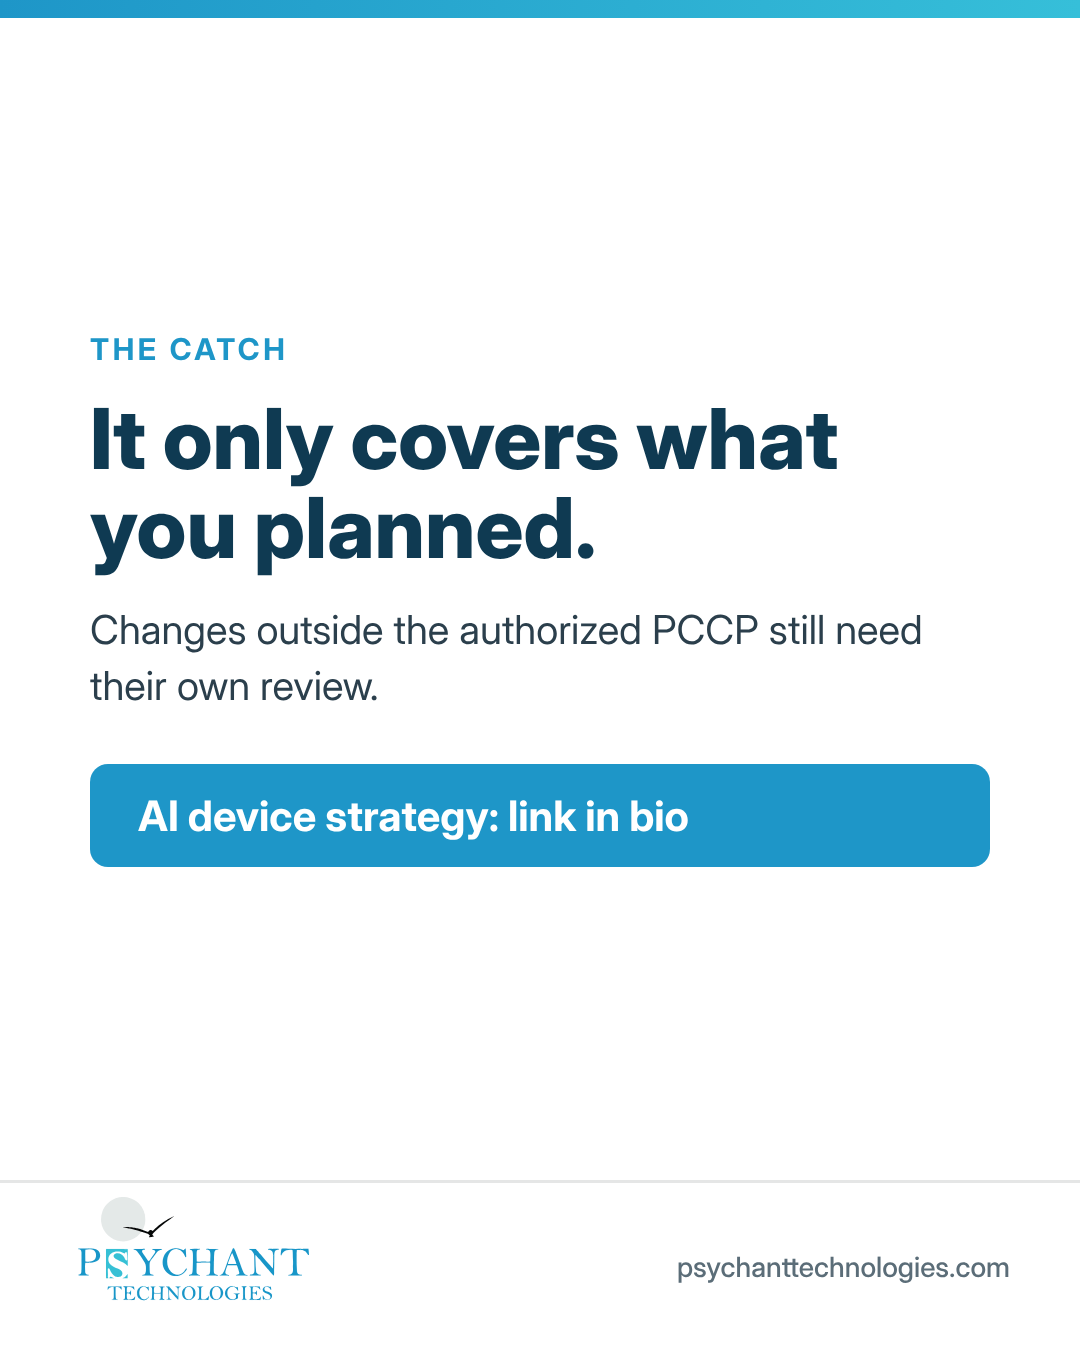 THE CATCH
It only covers what
you planned.
Changes outside the authorized PCCP still need
their own review.
AI device strategy: link in bio
PSYCHANT
TECHNOLOGIES
psychanttechnologies.com